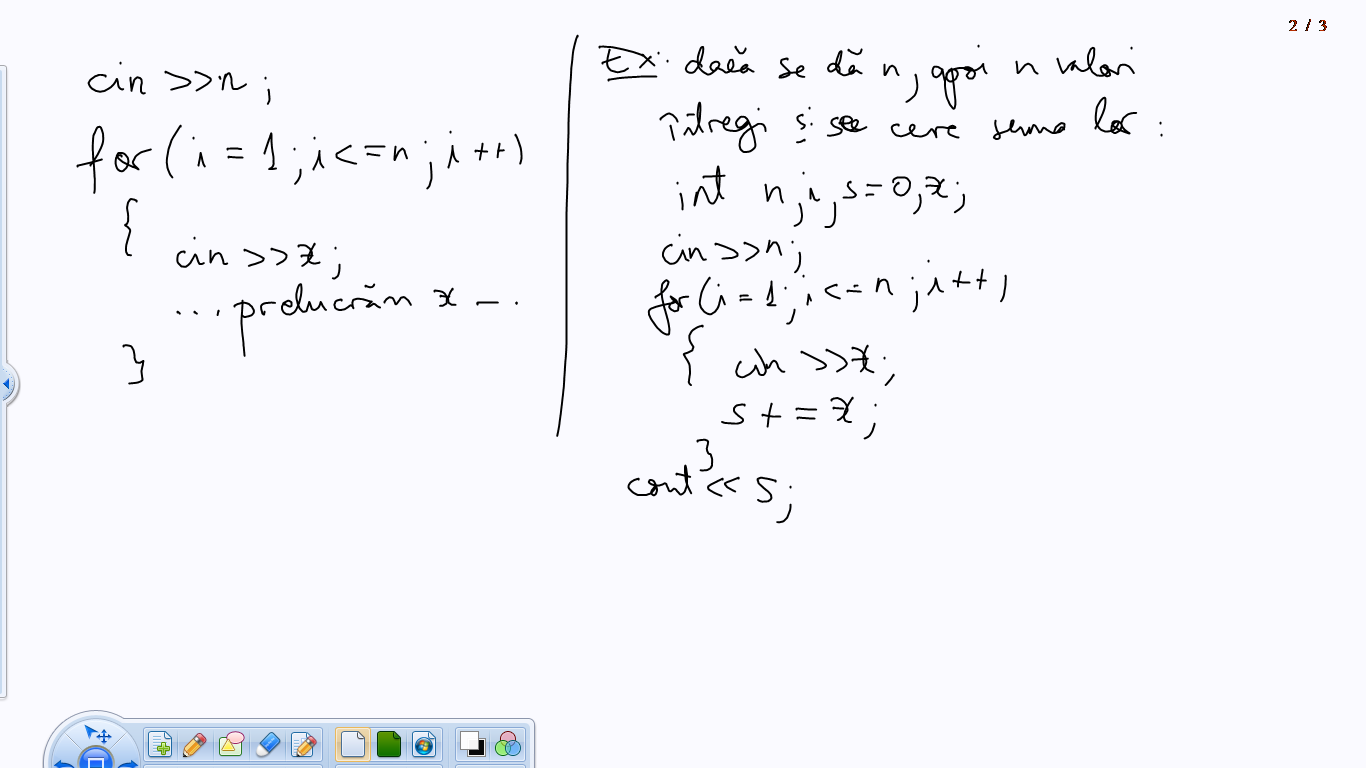 2 / 3
cin >> n ;
for ( i = 1 ; i <= n ; i ++)
{
cin >> x ;
... prelucrăm x ...
}
Ex: dacă se dă n, apoi n valori
întregi și se cere suma lor :
int n, i, s = 0, x ;
cin >> n ;
for ( i = 1 ; i <= n ; i ++)
{ cin >> x ;
s + = x ;
}
cout << s ;